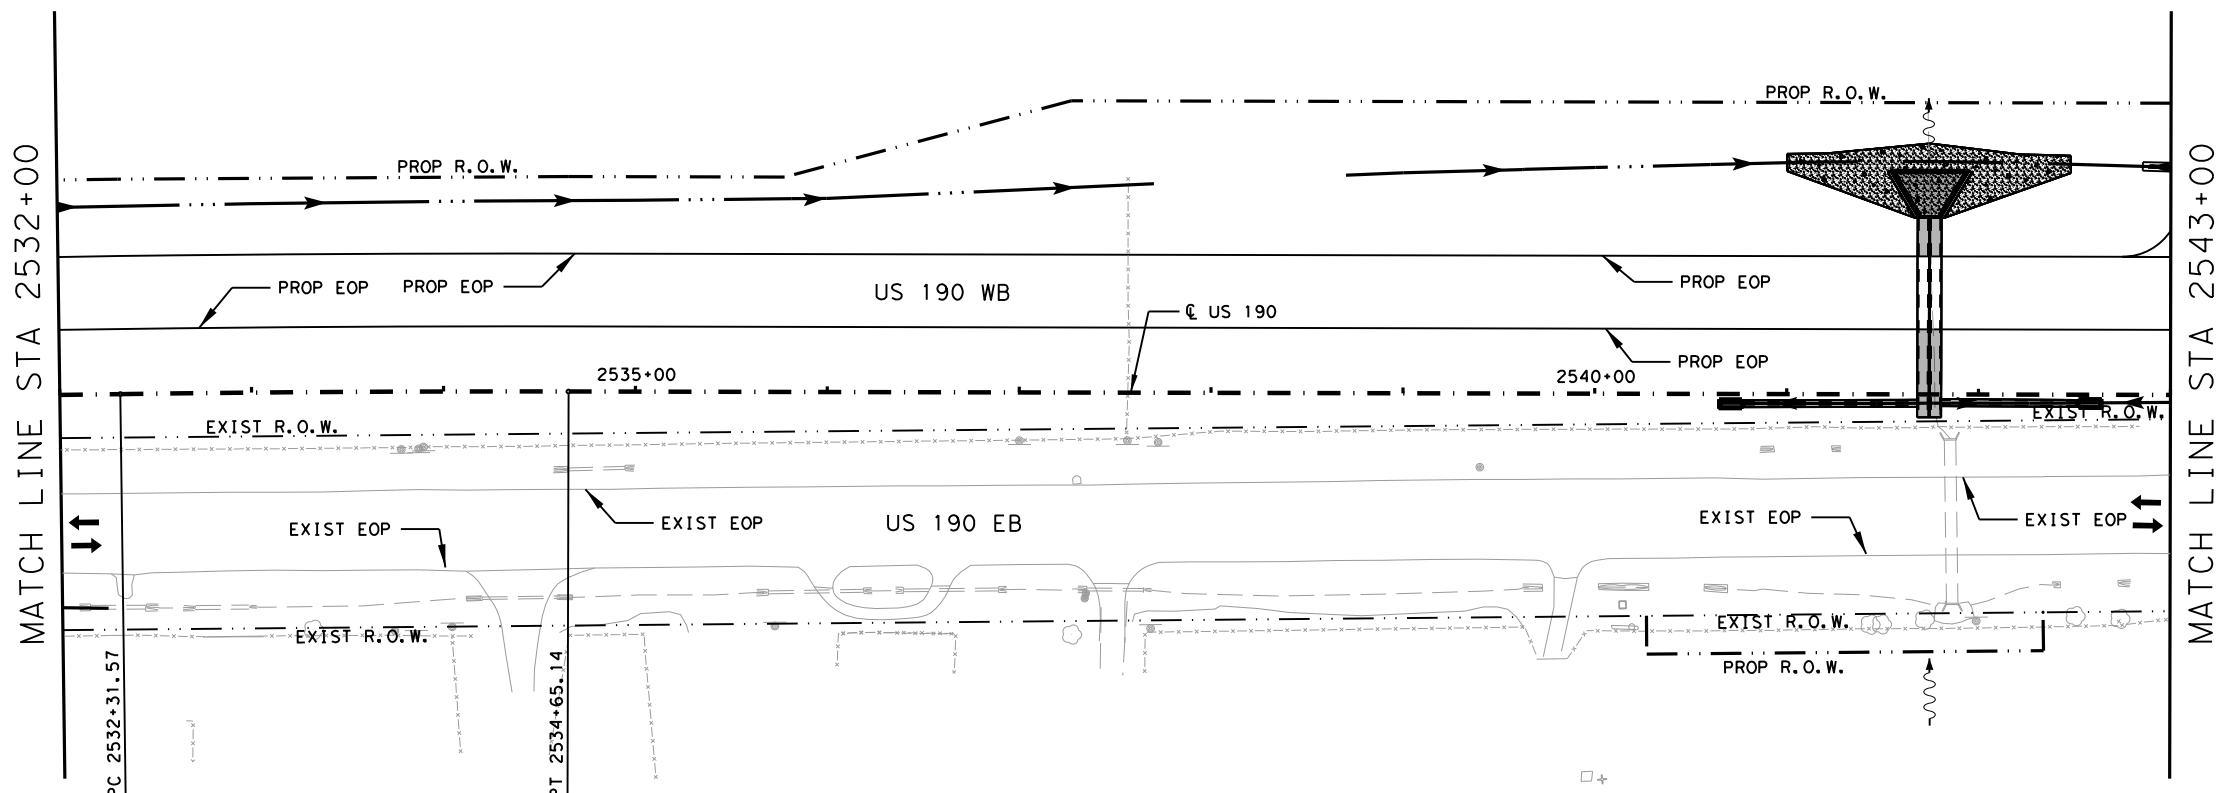 MATCH LINE STA 2532+00
PROP R.O.W.
PROP R.O.W.
MATCH LINE STA 2543+00
PROP EOP
PROP EOP
US 190 WB
PROP EOP
℄ US 190
PROP EOP
2535+00
2540+00
EXIST R.O.W.
EXIST R.O.W.
EXIST EOP
EXIST EOP
US 190 EB
EXIST EOP
EXIST EOP
EXIST R.O.W.
EXIST R.O.W.
PROP R.O.W.
PC 2532+31.57
PT 2534+65.14